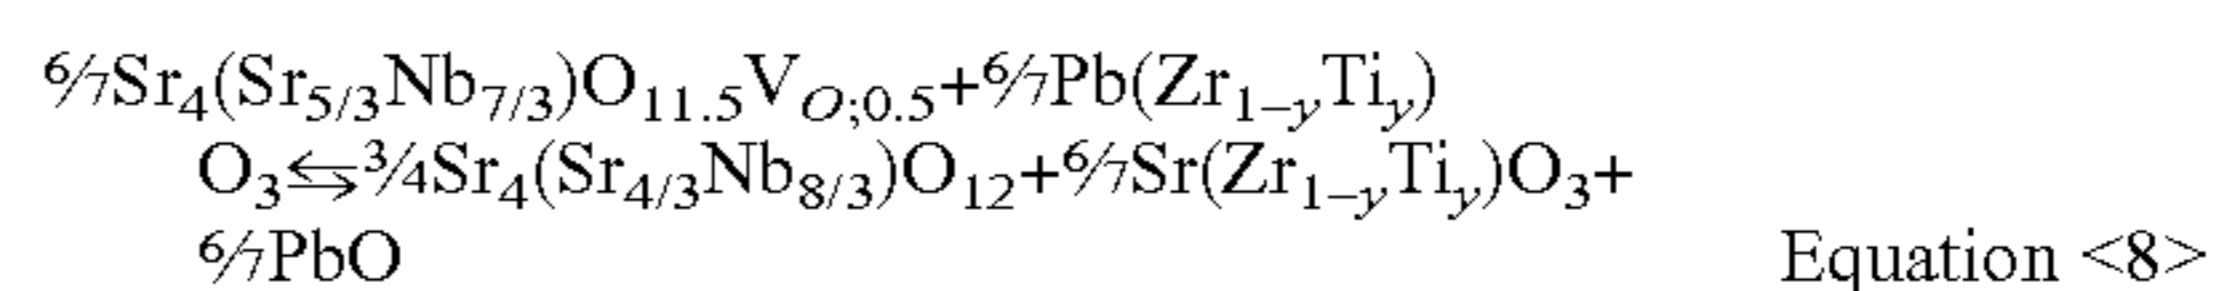 ⁶⁄₇Sr₄(Sr₅/₃Nb₇/₃)O₁₁.₅V_O;0.5+⁶⁄₇Pb(Zr₁₋yTiy)
O₃⇆¾Sr₄(Sr₄/₃Nb₈/₃)O₁₂+⁶⁄₇Sr(Zr₁₋yTiy)O₃+
⁶⁄₇PbO Equation <8>